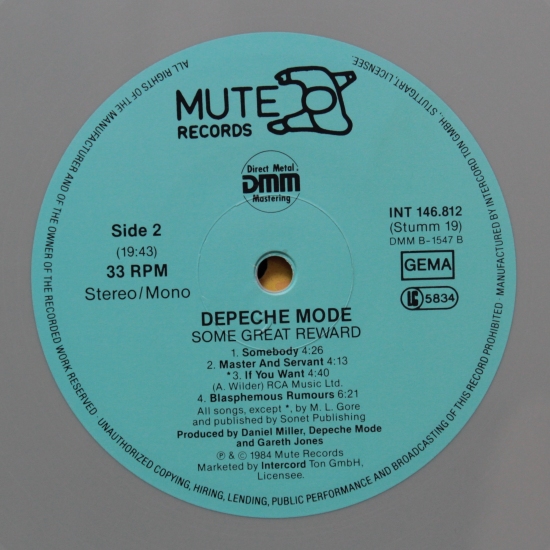 MUTE
RECORDS
Direct Metal
DMM
Mastering
Side 2
(19:43)
33 RPM
Stereo/Mono
INT 146.812
(Stumm 19)
DMM B-1547 B
GEMA
LC 5834
DEPECHE MODE
SOME GREAT REWARD
1. Somebody 4:26
2. Master And Servant 4:13
*3. If You Want 4:40
(A. Wilder) RCA Music Ltd.
4. Blasphemous Rumours 6:21
All songs, except *, by M. L. Gore
and published by Sonet Publishing
Produced by Daniel Miller, Depeche Mode
and Gareth Jones
℗ & © 1984 Mute Records
Marketed by Intercord Ton GmbH,
Licensee.
ALL RIGHTS OF THE MANUFACTURER AND OF THE OWNER OF THE RECORDED WORK RESERVED · UNAUTHORIZED COPYING, HIRING, LENDING, PUBLIC PERFORMANCE AND BROADCASTING OF THIS RECORD PROHIBITED · MANUFACTURED BY INTERCORD TON GMBH, STUTTGART, LICENSEE.